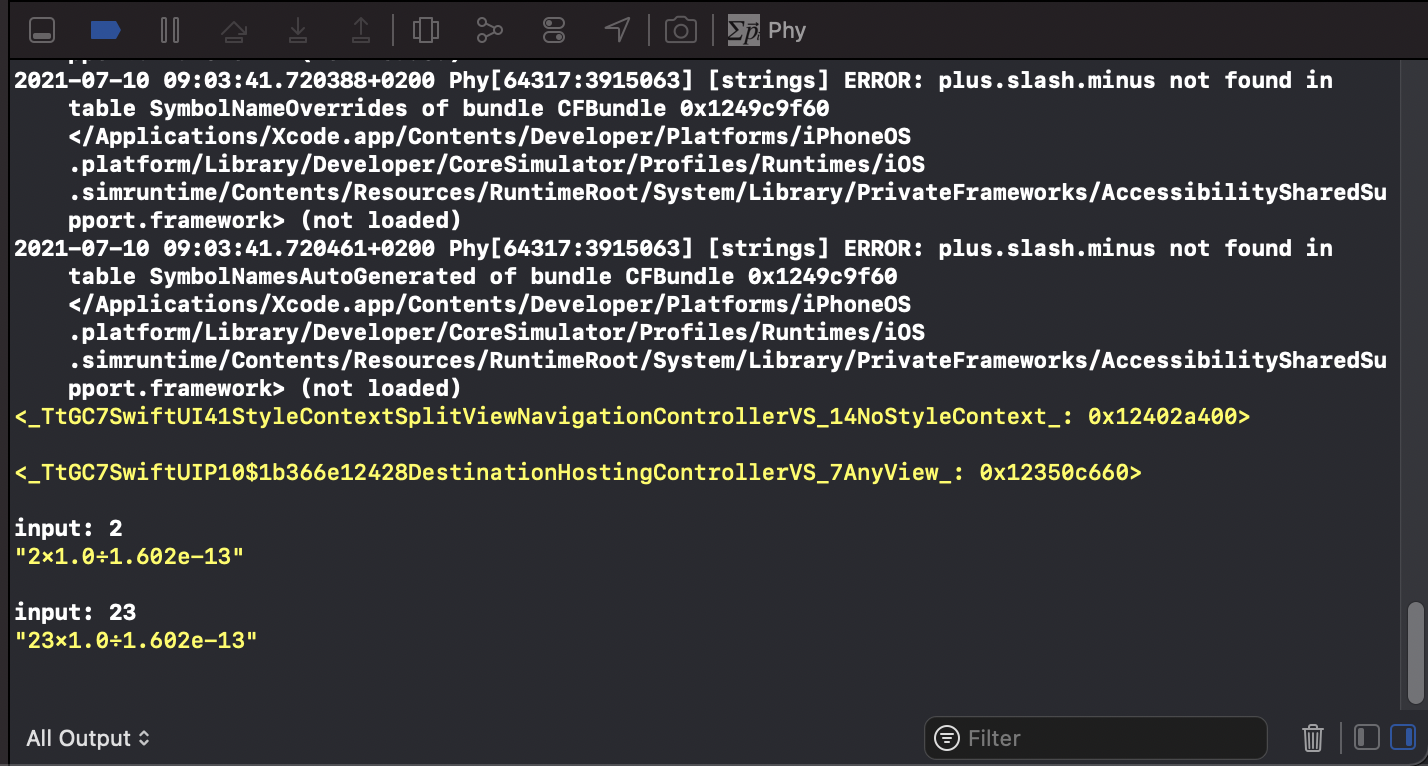 Σp Phy
2021-07-10 09:03:41.720388+0200 Phy[64317:3915063] [strings] ERROR: plus.slash.minus not found in
table SymbolNameOverrides of bundle CFBundle 0x1249c9f60
</Applications/Xcode.app/Contents/Developer/Platforms/iPhoneOS
.platform/Library/Developer/CoreSimulator/Profiles/Runtimes/iOS
.simruntime/Contents/Resources/RuntimeRoot/System/Library/PrivateFrameworks/AccessibilitySharedSu
pport.framework> (not loaded)
2021-07-10 09:03:41.720461+0200 Phy[64317:3915063] [strings] ERROR: plus.slash.minus not found in
table SymbolNamesAutoGenerated of bundle CFBundle 0x1249c9f60
</Applications/Xcode.app/Contents/Developer/Platforms/iPhoneOS
.platform/Library/Developer/CoreSimulator/Profiles/Runtimes/iOS
.simruntime/Contents/Resources/RuntimeRoot/System/Library/PrivateFrameworks/AccessibilitySharedSu
pport.framework> (not loaded)
<_TtGC7SwiftUI41StyleContextSplitViewNavigationControllerVS_14NoStyleContext_: 0x12402a400>
<_TtGC7SwiftUIP10$1b366e12428DestinationHostingControllerVS_7AnyView_: 0x12350c660>
input: 2
"2×1.0÷1.602e-13"
input: 23
"23×1.0÷1.602e-13"
All Output
Filter